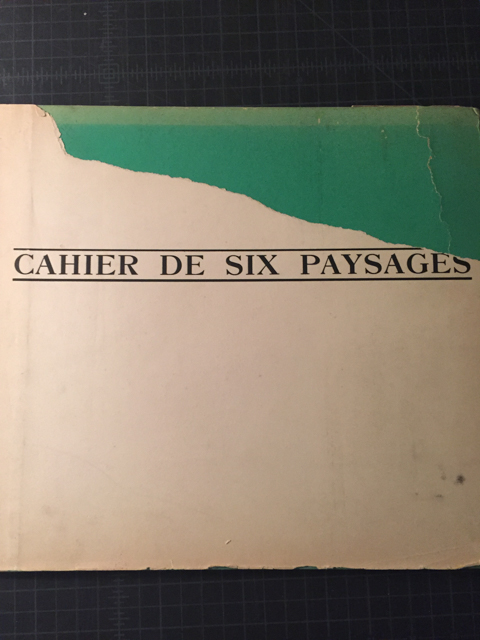 CAHIER DE SIX PAYSAGES